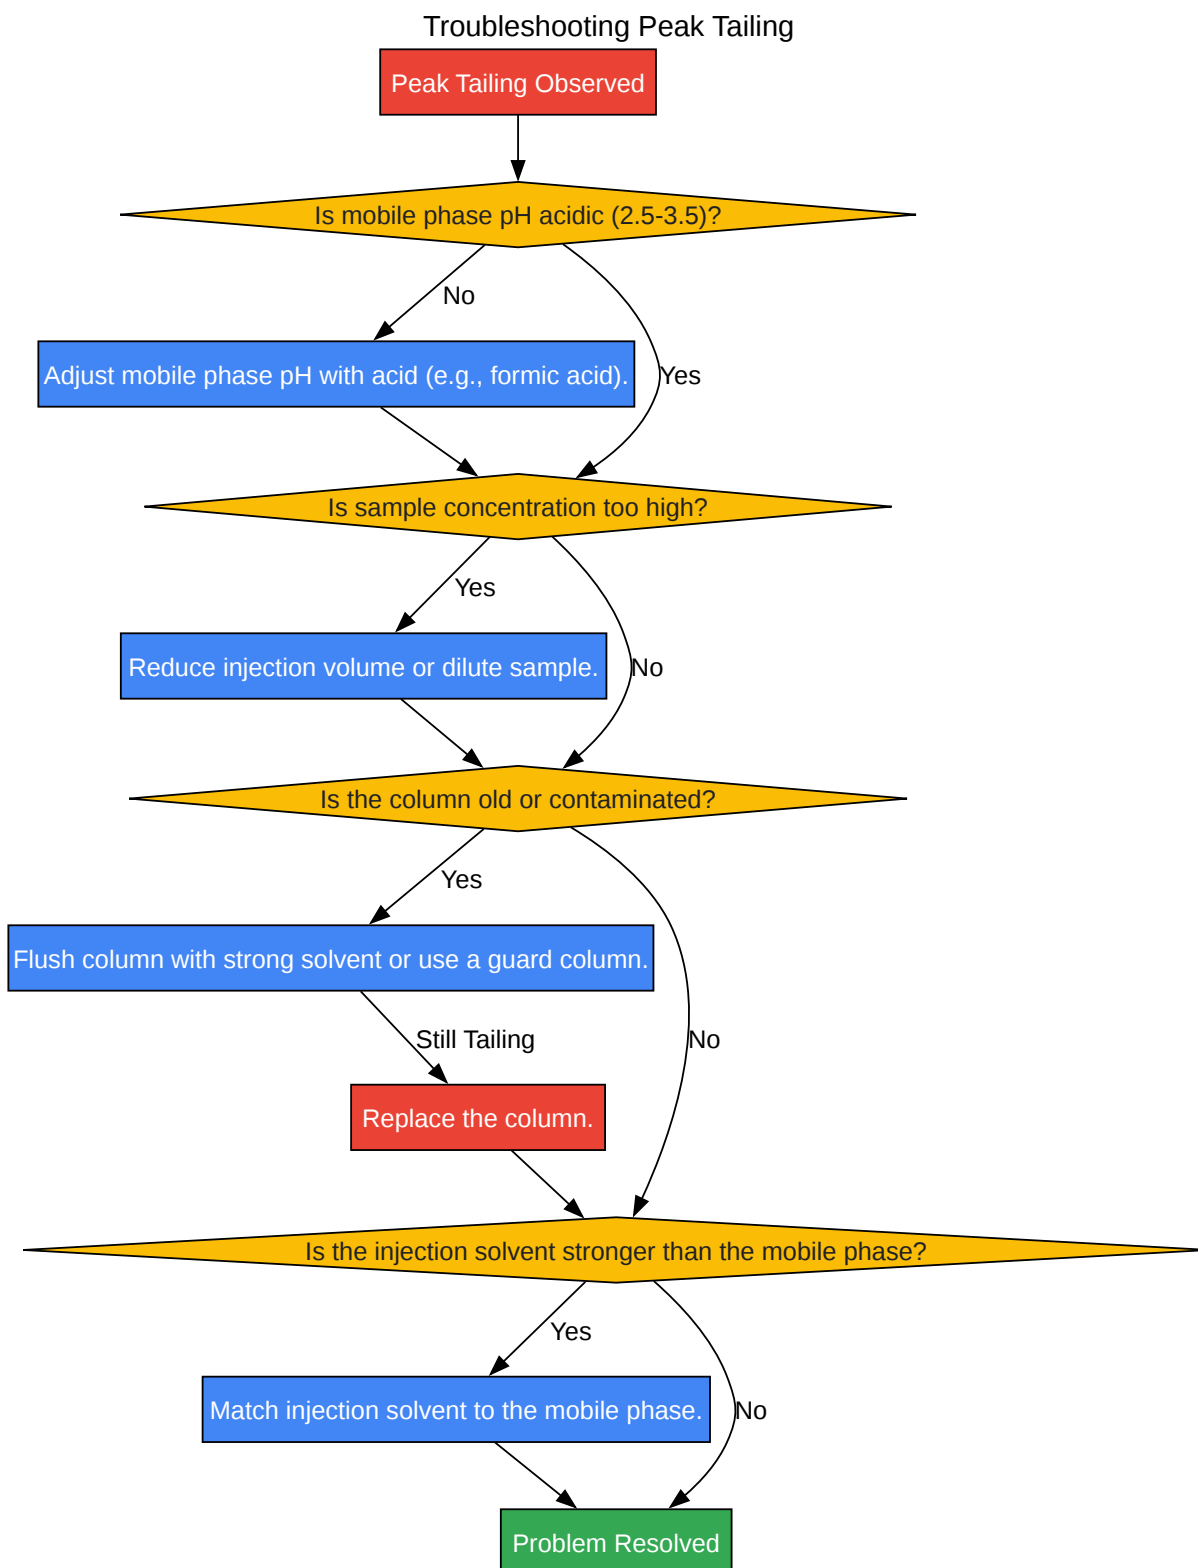 Troubleshooting Peak Tailing
Peak Tailing Observed
Is mobile phase pH acidic (2.5-3.5)?
No
Adjust mobile phase pH with acid (e.g., formic acid).
Yes
Is sample concentration too high?
Yes
Reduce injection volume or dilute sample.
No
Is the column old or contaminated?
Yes
Flush column with strong solvent or use a guard column.
Still Tailing
No
Replace the column.
Is the injection solvent stronger than the mobile phase?
Yes
Match injection solvent to the mobile phase.
No
Problem Resolved